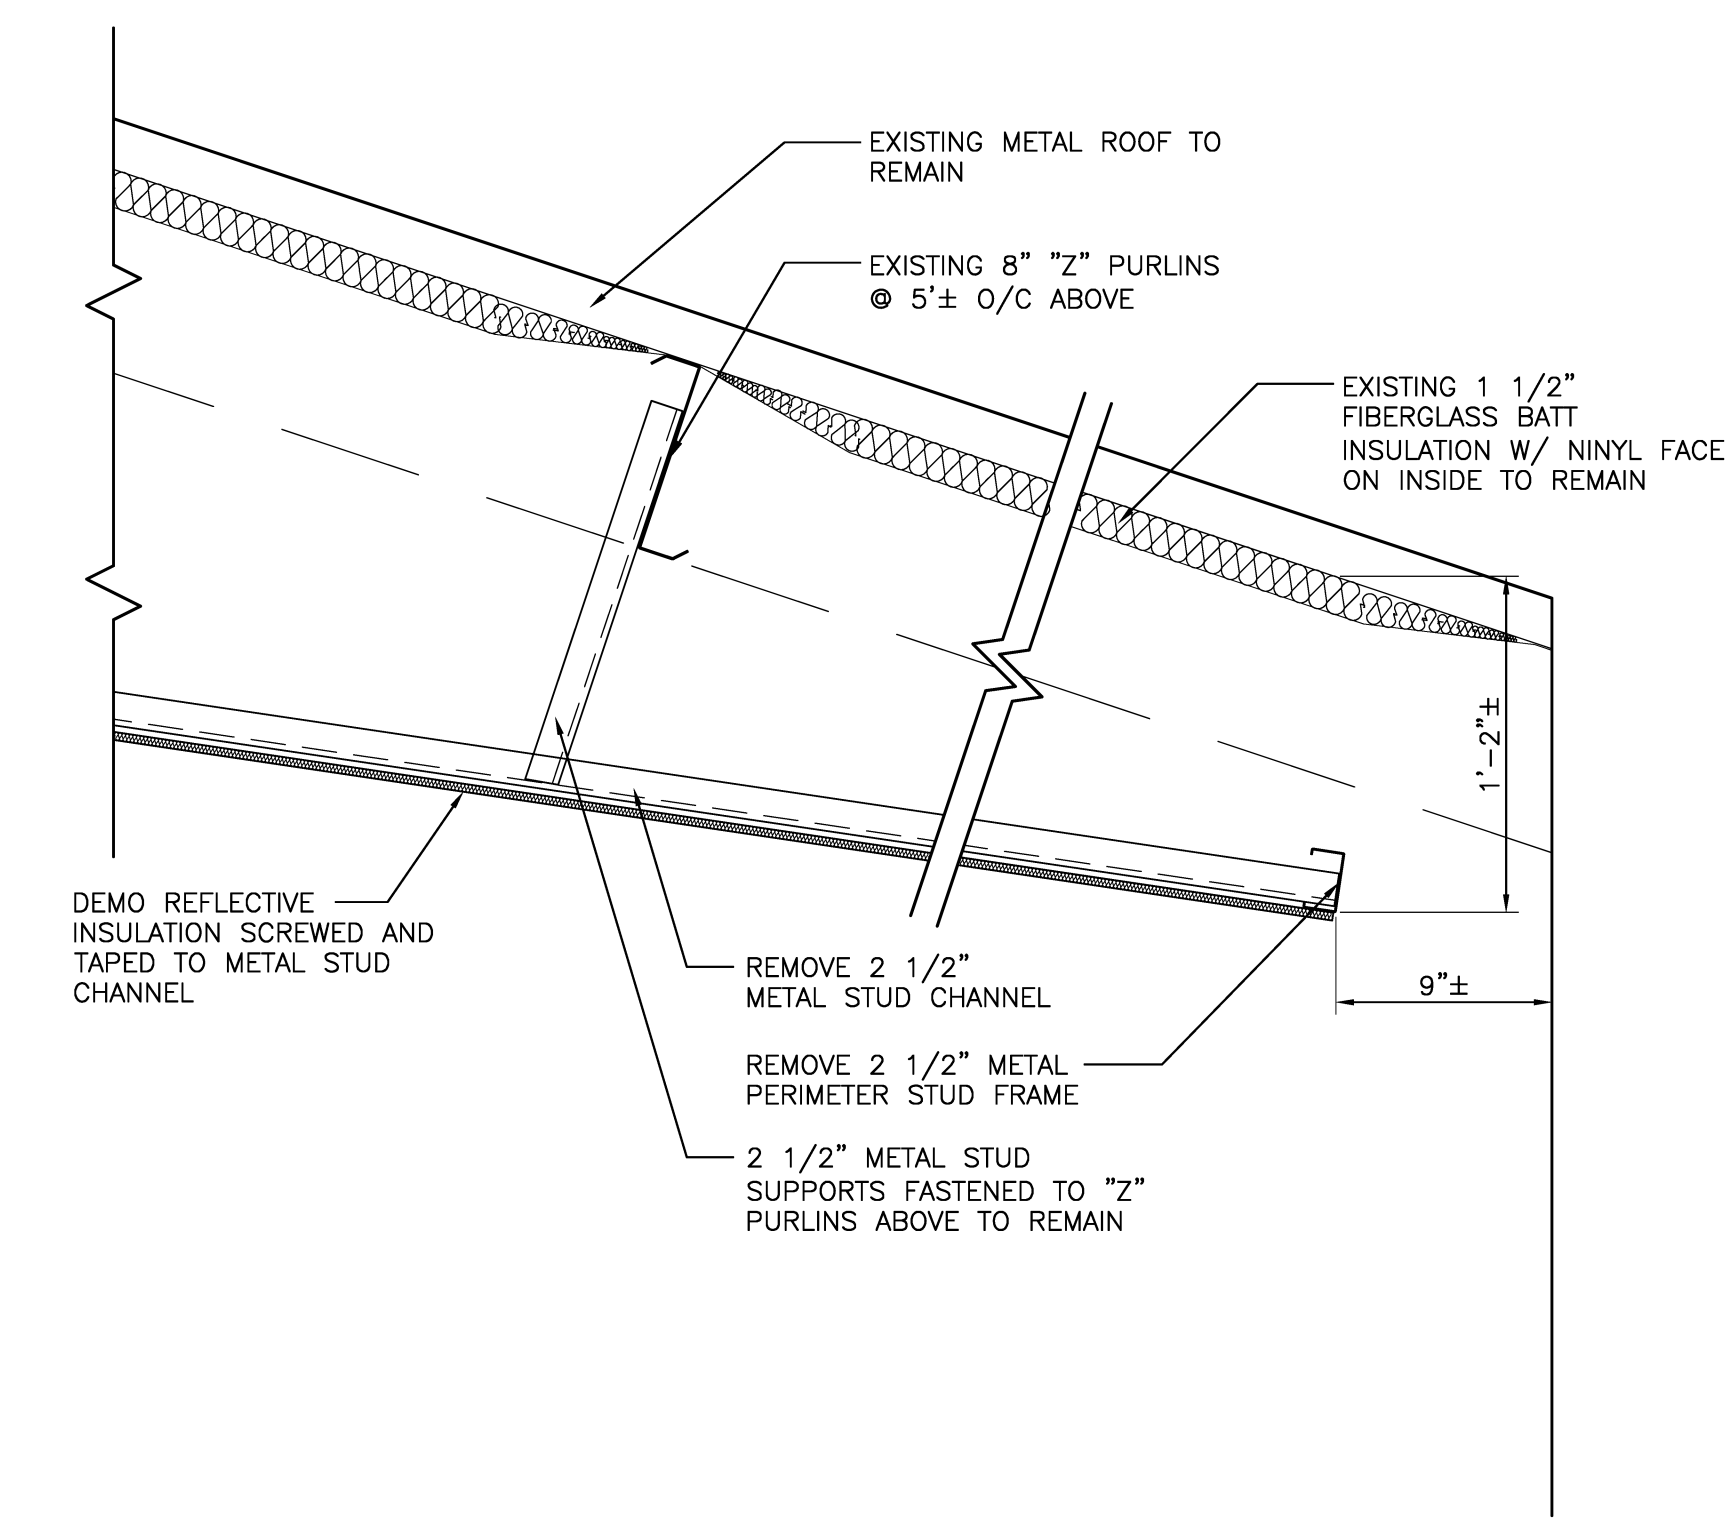 EXISTING METAL ROOF TO
REMAIN
EXISTING 8" "Z" PURLINS
@ 5'± O/C ABOVE
EXISTING 1 1/2"
FIBERGLASS BATT
INSULATION W/ NINYL FACE
ON INSIDE TO REMAIN
1'-2"±
9"±
DEMO REFLECTIVE
INSULATION SCREWED AND
TAPED TO METAL STUD
CHANNEL
REMOVE 2 1/2"
METAL STUD CHANNEL
REMOVE 2 1/2" METAL
PERIMETER STUD FRAME
2 1/2" METAL STUD
SUPPORTS FASTENED TO "Z"
PURLINS ABOVE TO REMAIN